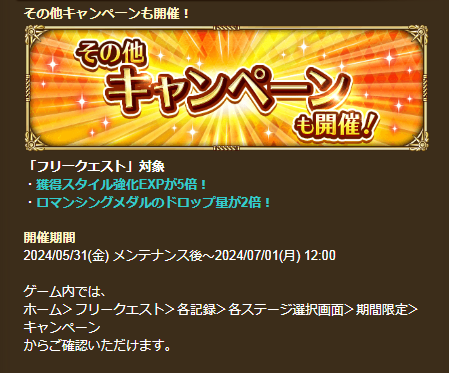 その他キャンペーンも開催！
その他
キャンペーン
も開催！
「フリークエスト」対象
・獲得スタイル強化EXPが5倍！
・ロマンシングメダルのドロップ量が2倍！
開催期間
2024/05/31(金) メンテナンス後～2024/07/01(月) 12:00
ゲーム内では、
ホーム＞フリークエスト＞各記録＞各ステージ選択画面＞期間限定＞
キャンペーン
からご確認いただけます。